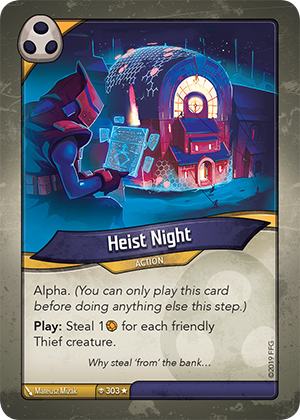 Heist Night
ACTION
Alpha. (You can only play this card
before doing anything else this step.)
Play: Steal 1 for each friendly
Thief creature.
Why steal ‘from’ the bank…
©2019 FFG
Mateusz Mizak
303